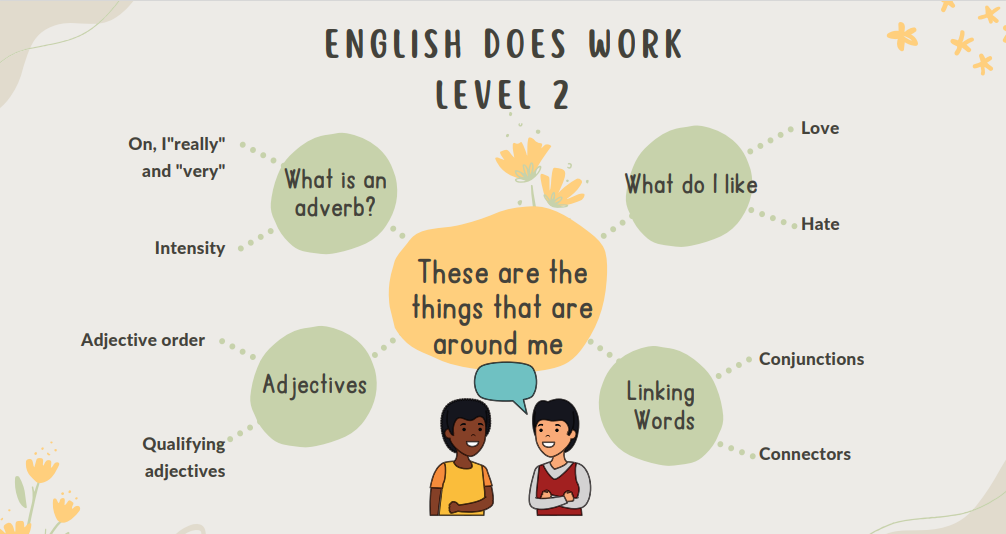 ENGLISH DOES WORK
LEVEL 2
On, I"really"
and "very"
Intensity
What is an
adverb?
What do I like
Love
Hate
These are the
things that are
around me
Adjective order
Qualifying
adjectives
Adjectives
Linking
Words
Conjunctions
Connectors